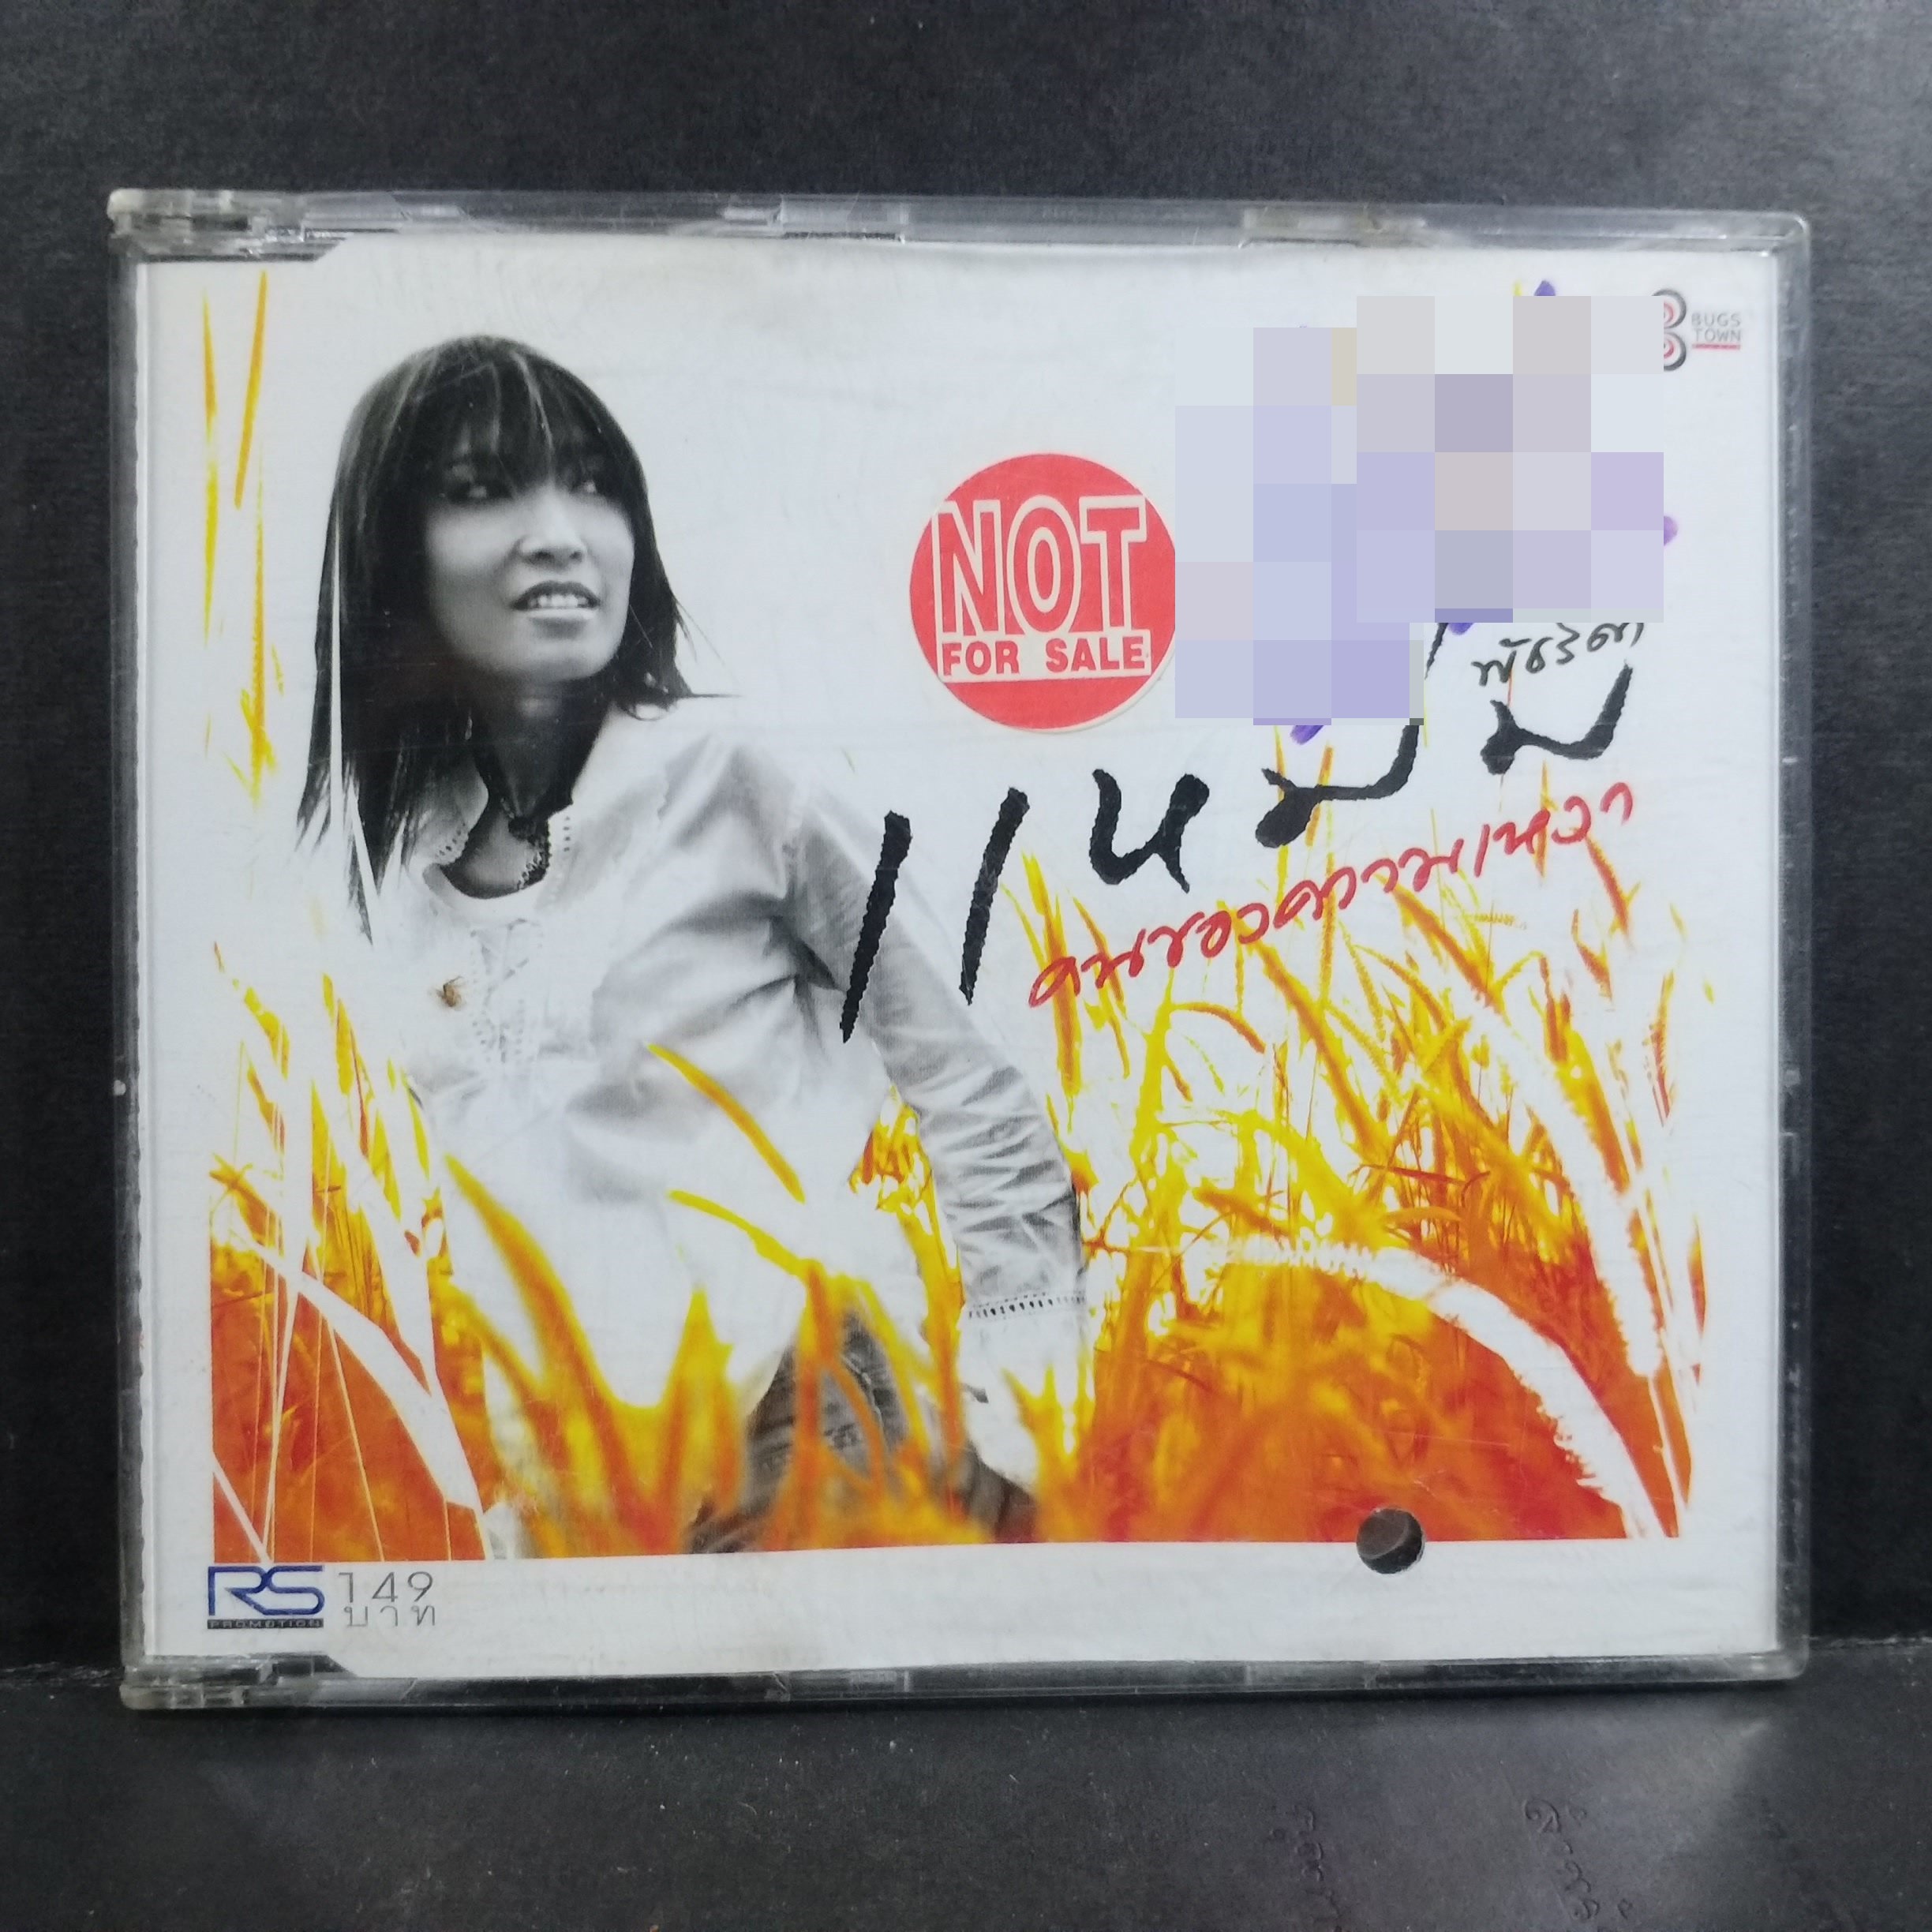 BUGS
TOWN
NOT
FOR SALE
พัชริดา
แหม่ม
คนของความเหงา
RS
PROMOTION
149
บาท